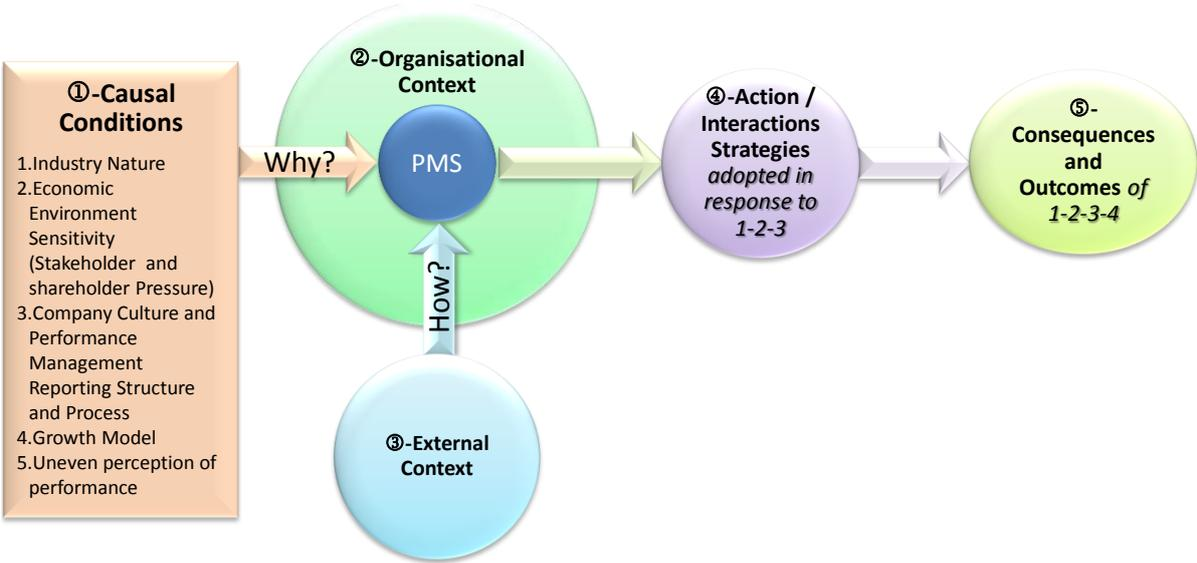 ①-Causal
Conditions
1.Industry Nature
2.Economic
Environment
Sensitivity
(Stakeholder and
shareholder Pressure)
3.Company Culture and
Performance
Management
Reporting Structure
and Process
4.Growth Model
5.Uneven perception of
performance
Why?
②-Organisational
Context
PMS
How?
③-External
Context
④-Action /
Interactions
Strategies
adopted in
response to
1-2-3
⑤-
Consequences
and
Outcomes of
1-2-3-4